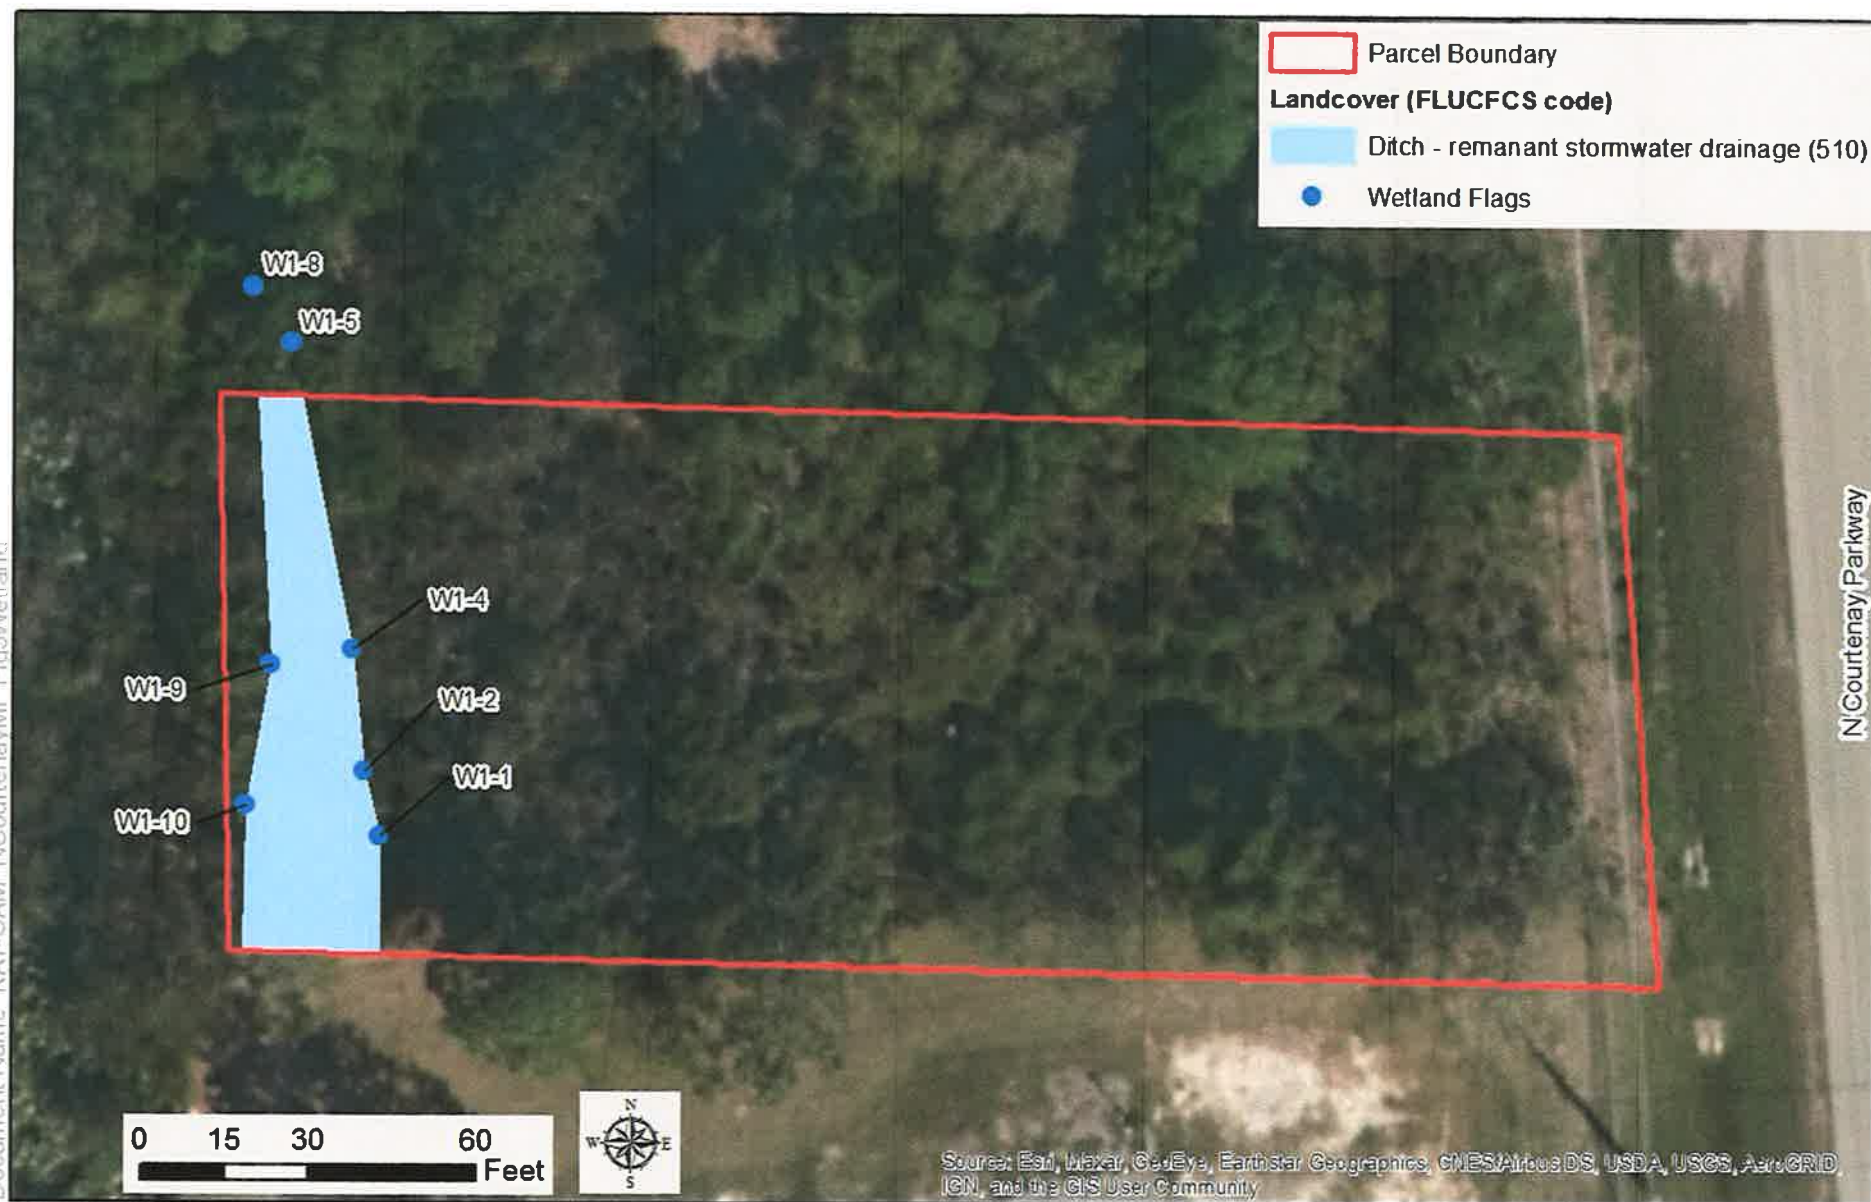 Parcel Boundary
Landcover (FLUCFCS code)
Ditch - remanant stormwater drainage (510)
Wetland Flags
W1-8
W1-5
W1-4
W1-9
W1-2
W1-1
W1-10
N Courtenay Parkway
0 15 30 60
Feet
N
W E
S
Source: Esri, Maxar, GeoEye, Earthstar Geographics, CNES/Airbus DS, USDA, USGS, AeroGRID,
IGN, and the GIS User Community